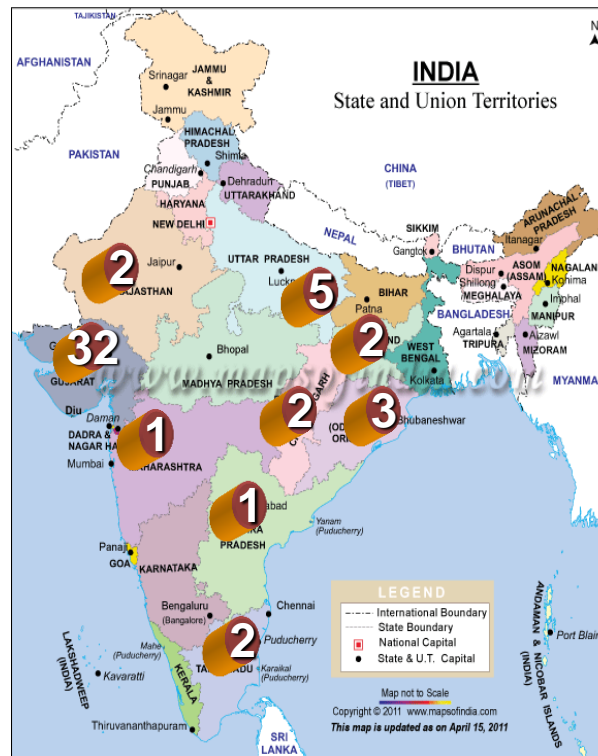 TAJIKISTAN
N
AFGHANISTAN
INDIA
State and Union Territories
Srinagar
JAMMU
&
KASHMIR
Jammu
HIMACHAL
PRADESH
Shimla
PAKISTAN
Chandigarh
PUNJAB
CHINA
(TIBET)
Dehradun
UTTARAKHAND
HARYANA
NEW DELHI
ARUNACHAL
PRADESH
NEPAL
SIKKIM
Gangtok
BHUTAN
Itanagar
2
Jaipur
UTTAR PRADESH
Dispur
ASOM
(ASSAM)
NAGALAN
Kohima
Shillong
MEGHALAYA
5
BIHAR
Patna
Imphal
MANIPUR
BANGLADESH
Agartala
TRIPURA
Aizawl
MIZORAM
32
2
ND
WEST
BENGAL
Kolkata
Bhopal
www.mapsofindia.com
GUJARAT
MADHYA PRADESH
MYANMA
Diu
Daman
DADRA &
NAGAR HA
1
2
3
Bhubaneshwar
Mumbai
1
Yanam
(Puducherry)
PRADESH
Panaji
GOA
KARNATAKA
Bengaluru
(Bangalore)
Chennai
LEGEND
International Boundary
State Boundary
National Capital
State & U.T. Capital
Mahe
(Puducherry)
2
Puducherry
Karaikal
(Puducherry)
LAKSHADWEEP
(INDIA)
Kavaratti
KERALA
Thiruvananthapuram
SRI
LANKA
ANDAMAN & NICOBAR ISLANDS
(INDIA)
Port Blair
Map not to Scale
Copyright © 2011 www.mapsofindia.com
This map is updated as on April 15, 2011